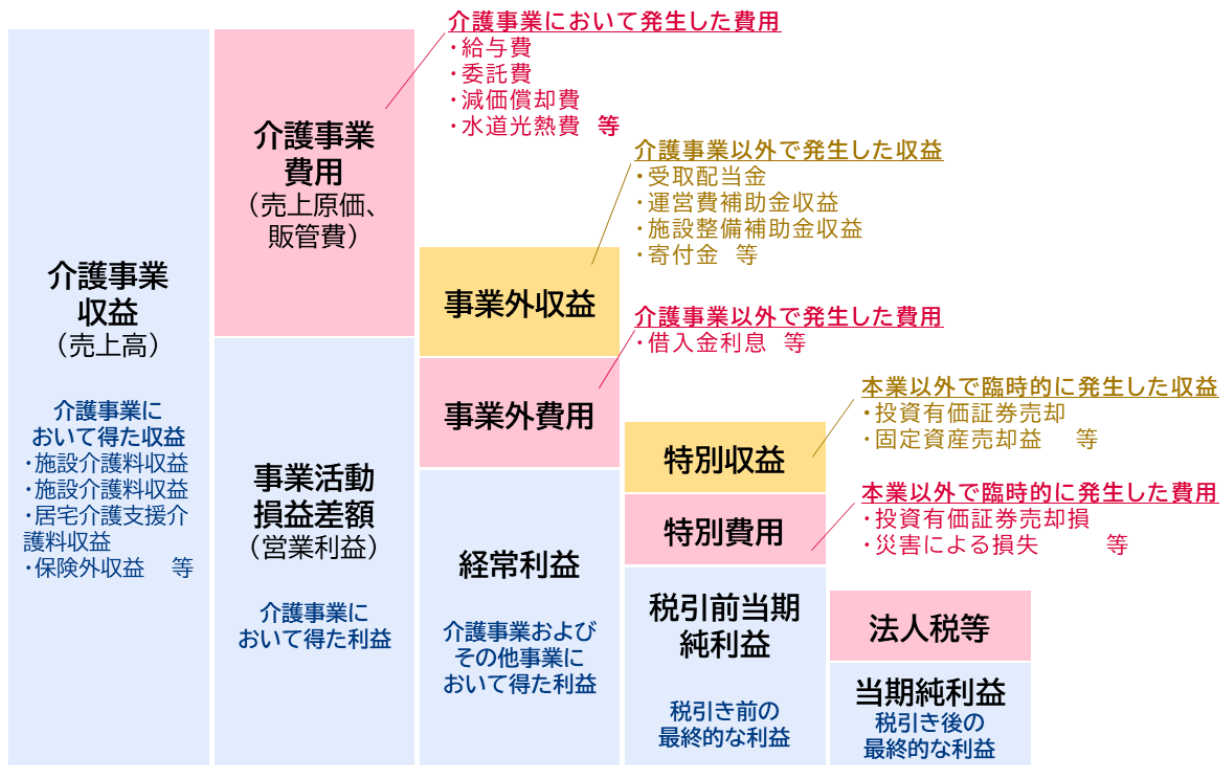 介護事業
収益
（売上高）
介護事業に
おいて得た収益
・施設介護料収益
・施設介護料収益
・居宅介護支援介
護料収益
・保険外収益 等
介護事業
費用
（売上原価、
販管費）
介護事業において発生した費用
・給与費
・委託費
・減価償却費
・水道光熱費 等
事業活動
損益差額
（営業利益）
介護事業に
おいて得た利益
事業外収益
介護事業以外で発生した収益
・受取配当金
・運営費補助金収益
・施設整備補助金収益
・寄付金 等
事業外費用
介護事業以外で発生した費用
・借入金利息 等
経常利益
介護事業および
その他事業に
おいて得た利益
特別収益
本業以外で臨時的に発生した収益
・投資有価証券売却
・固定資産売却益 等
特別費用
本業以外で臨時的に発生した費用
・投資有価証券売却損
・災害による損失 等
税引前当期
純利益
税引き前の
最終的な利益
法人税等
当期純利益
税引き後の
最終的な利益